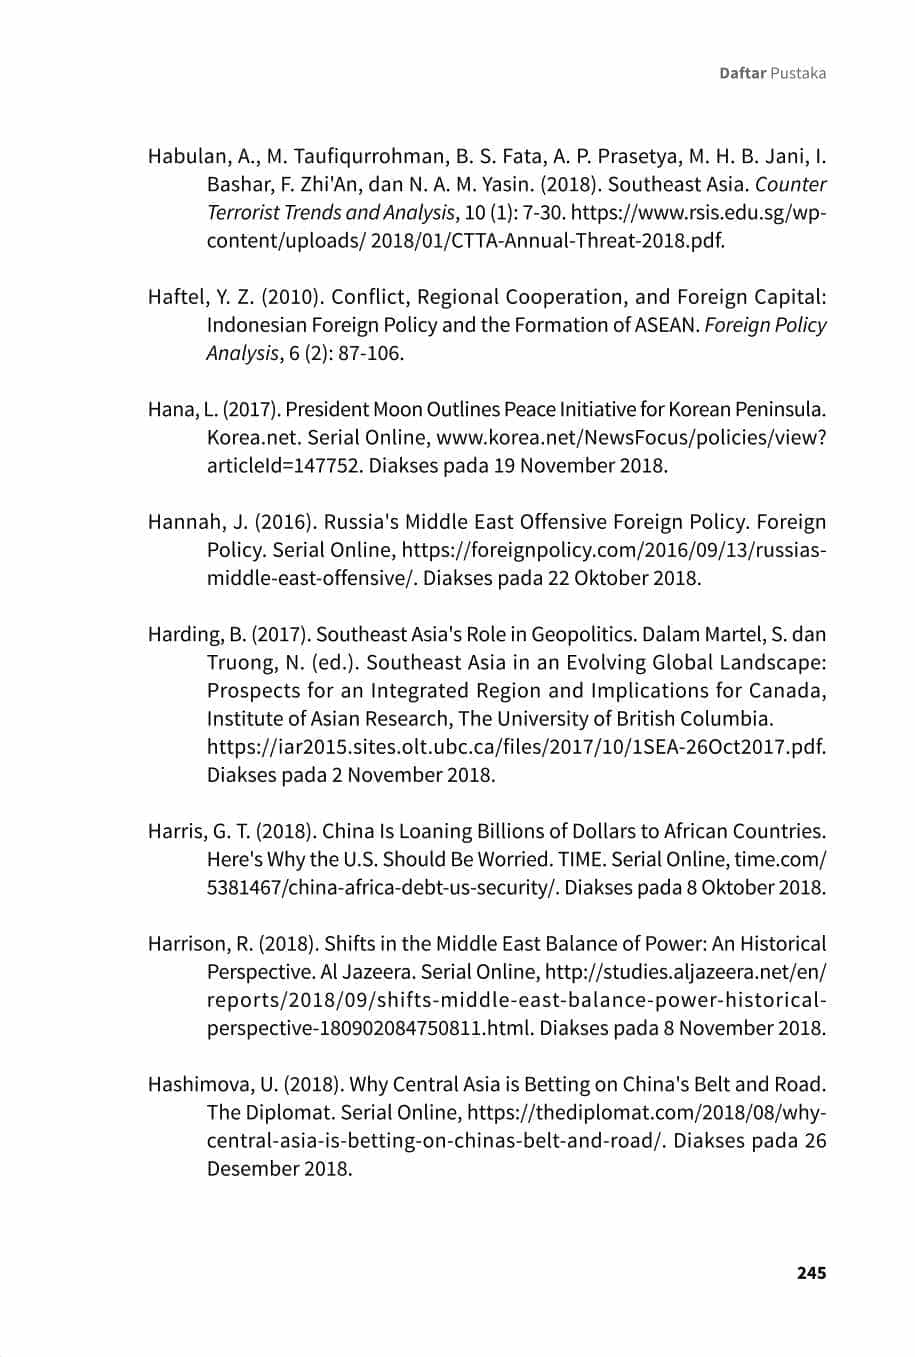 Daftar Pustaka
Habulan, A., M. Taufiqurrohman, B. S. Fata, A. P. Prasetya, M. H. B. Jani, I.
Bashar, F. Zhi'An, dan N. A. M. Yasin. (2018). Southeast Asia. Counter
Terrorist Trends and Analysis, 10 (1): 7-30. https://www.rsis.edu.sg/wp-
content/uploads/ 2018/01/CTTA-Annual-Threat-2018.pdf.
Haftel, Y. Z. (2010). Conflict, Regional Cooperation, and Foreign Capital:
Indonesian Foreign Policy and the Formation of ASEAN. Foreign Policy
Analysis, 6 (2): 87-106.
Hana, L. (2017). President Moon Outlines Peace Initiative for Korean Peninsula.
Korea.net. Serial Online, www.korea.net/NewsFocus/policies/view?
articleId=147752. Diakses pada 19 November 2018.
Hannah, J. (2016). Russia's Middle East Offensive Foreign Policy. Foreign
Policy. Serial Online, https://foreignpolicy.com/2016/09/13/russias-
middle-east-offensive/. Diakses pada 22 Oktober 2018.
Harding, B. (2017). Southeast Asia's Role in Geopolitics. Dalam Martel, S. dan
Truong, N. (ed.). Southeast Asia in an Evolving Global Landscape:
Prospects for an Integrated Region and Implications for Canada,
Institute of Asian Research, The University of British Columbia.
https://iar2015.sites.olt.ubc.ca/files/2017/10/1SEA-26Oct2017.pdf.
Diakses pada 2 November 2018.
Harris, G. T. (2018). China Is Loaning Billions of Dollars to African Countries.
Here's Why the U.S. Should Be Worried. TIME. Serial Online, time.com/
5381467/china-africa-debt-us-security/. Diakses pada 8 Oktober 2018.
Harrison, R. (2018). Shifts in the Middle East Balance of Power: An Historical
Perspective. Al Jazeera. Serial Online, http://studies.aljazeera.net/en/
reports/2018/09/shifts-middle-east-balance-power-historical-
perspective-180902084750811.html. Diakses pada 8 November 2018.
Hashimova, U. (2018). Why Central Asia is Betting on China's Belt and Road.
The Diplomat. Serial Online, https://thediplomat.com/2018/08/why-
central-asia-is-betting-on-chinas-belt-and-road/. Diakses pada 26
Desember 2018.
245